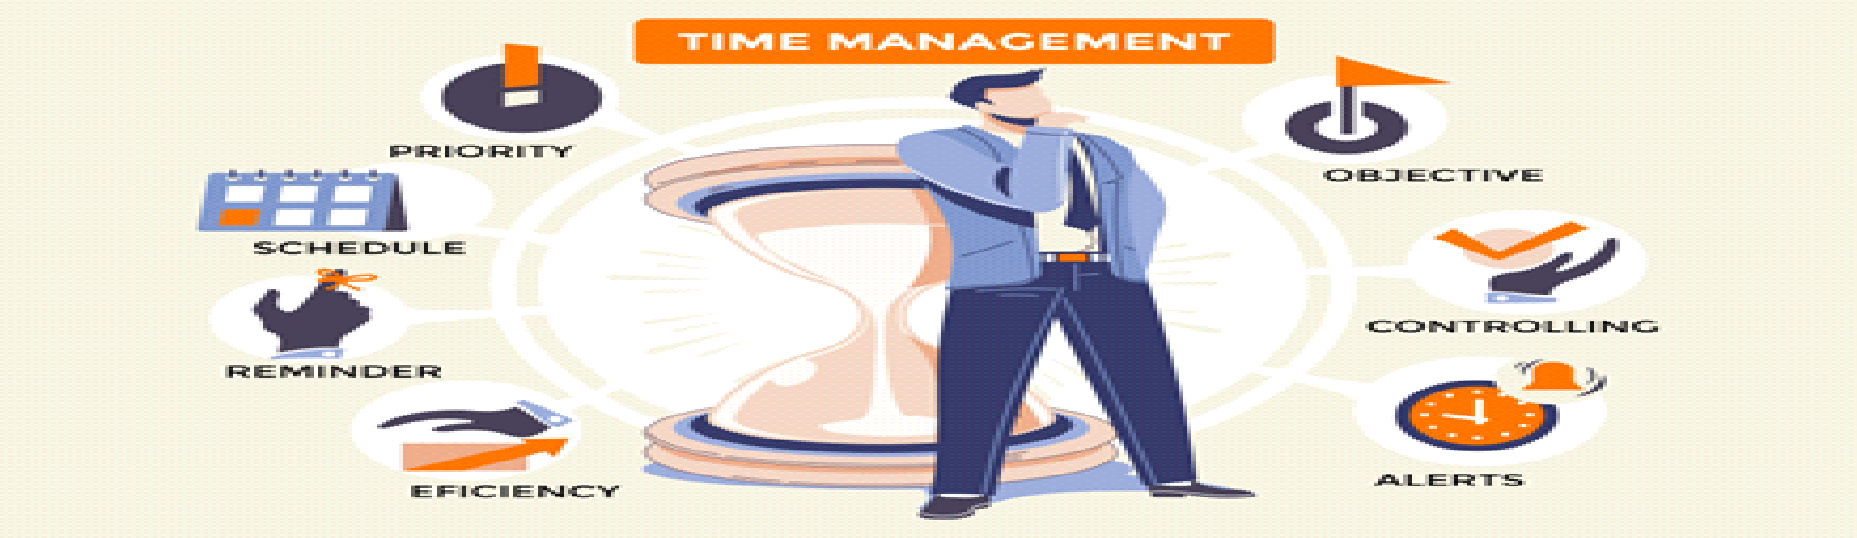 TIME MANAGEMENT
PRIORITY
SCHEDULE
REMINDER
EFICIENCY
OBJECTIVE
CONTROLLING
ALERTS